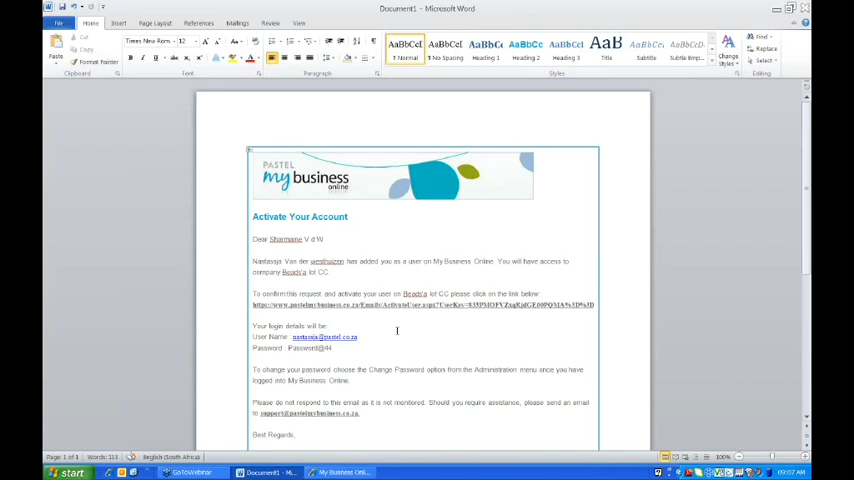 Document1 - Microsoft Word
File Home Insert Page Layout References Mailings Review View
Paste
Cut
Copy
Format Painter
Clipboard
Times New Rom 12
Font
Paragraph
AaBbCcI AaBbCcI AaBbCc AaBbCc AaBbCcI AaB AaBbCcI AaBbCcI
¶ Normal ¶ No Spacing Heading 1 Heading 2 Heading 3 Title Subtitle Subtle Emp...
Styles
Change
Styles
Find
Replace
Select
Editing
PASTEL
my business
online
Activate Your Account
Dear Sharmaine V d W
Nastassja Van der westhuizen has added you as a user on My Business Online. You will have access to
company Beads'a lot CC.
To confirm this request and activate your user on Beads'a lot CC please click on the link below:
Your login details will be:
User Name : nastassja@pastel.co.za
Password : Password@44
To change your password choose the Change Password option from the Administration menu once you have
logged into My Business Online.
Please do not respond to this email as it is not monitored. Should you require assistance, please send an email
to support@pastelmybusiness.co.za.
Best Regards,
Page: 1 of 1 Words: 113 English (South Africa) 100%
start GoToWebinar Document1 - Mi... My Business Onl... 09:07 AM